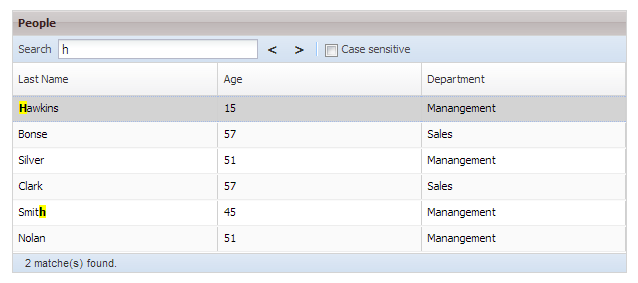 People
Search h < > Case sensitive
Last Name Age Department
Hawkins 15 Manangement
Bonse 57 Sales
Silver 51 Manangement
Clark 57 Sales
Smith 45 Manangement
Nolan 51 Manangement
2 matche(s) found.